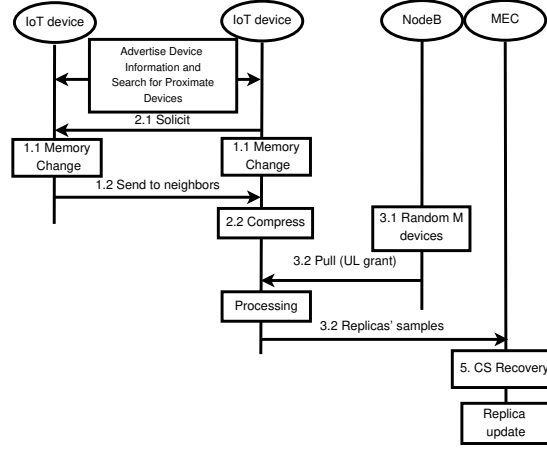 IoT device
IoT device
NodeB
MEC
Advertise Device
Information and
Search for Proximate
Devices
2.1 Solicit
1.1 Memory
Change
1.1 Memory
Change
1.2 Send to neighbors
2.2 Compress
3.1 Random M
devices
3.2 Pull (UL grant)
Processing
3.2 Replicas' samples
5. CS Recovery
Replica
update